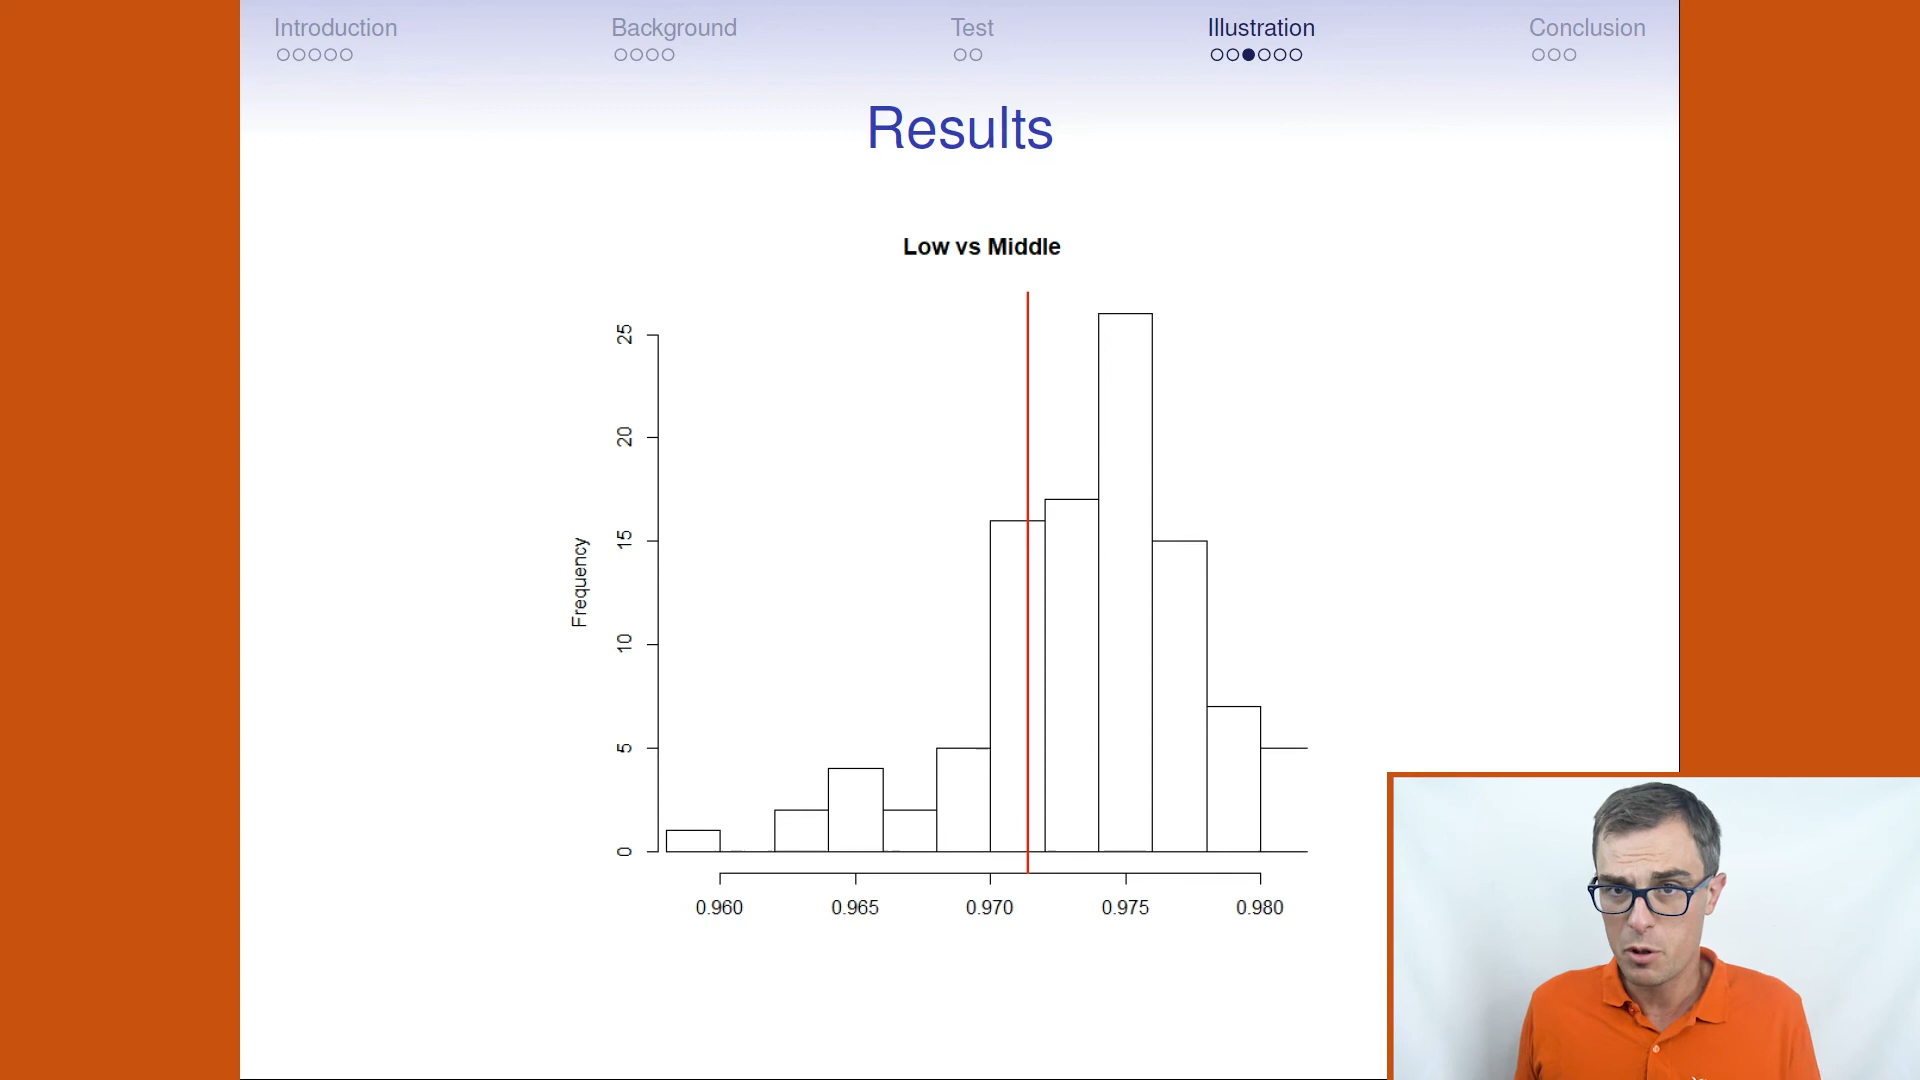 Introduction Background Test Illustration Conclusion
Results
Low vs Middle
25
20
15
10
5
0
Frequency
0.960 0.965 0.970 0.975 0.980